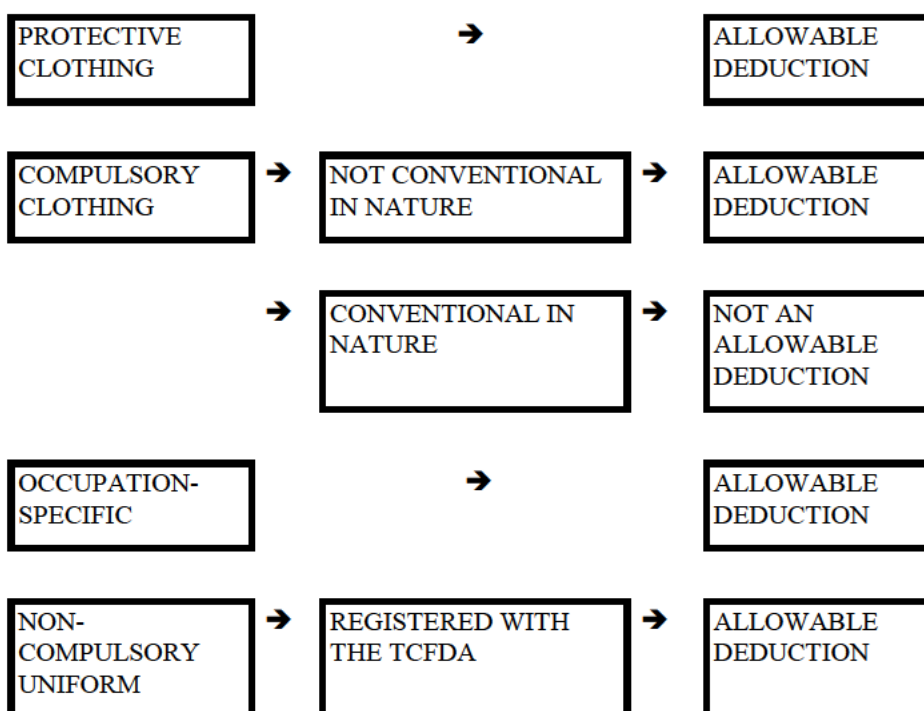 PROTECTIVE
CLOTHING
➔
ALLOWABLE
DEDUCTION
COMPULSORY
CLOTHING
➔
NOT CONVENTIONAL
IN NATURE
➔
ALLOWABLE
DEDUCTION
➔
CONVENTIONAL IN
NATURE
➔
NOT AN
ALLOWABLE
DEDUCTION
OCCUPATION-
SPECIFIC
➔
ALLOWABLE
DEDUCTION
NON-
COMPULSORY
UNIFORM
➔
REGISTERED WITH
THE TCFDA
➔
ALLOWABLE
DEDUCTION